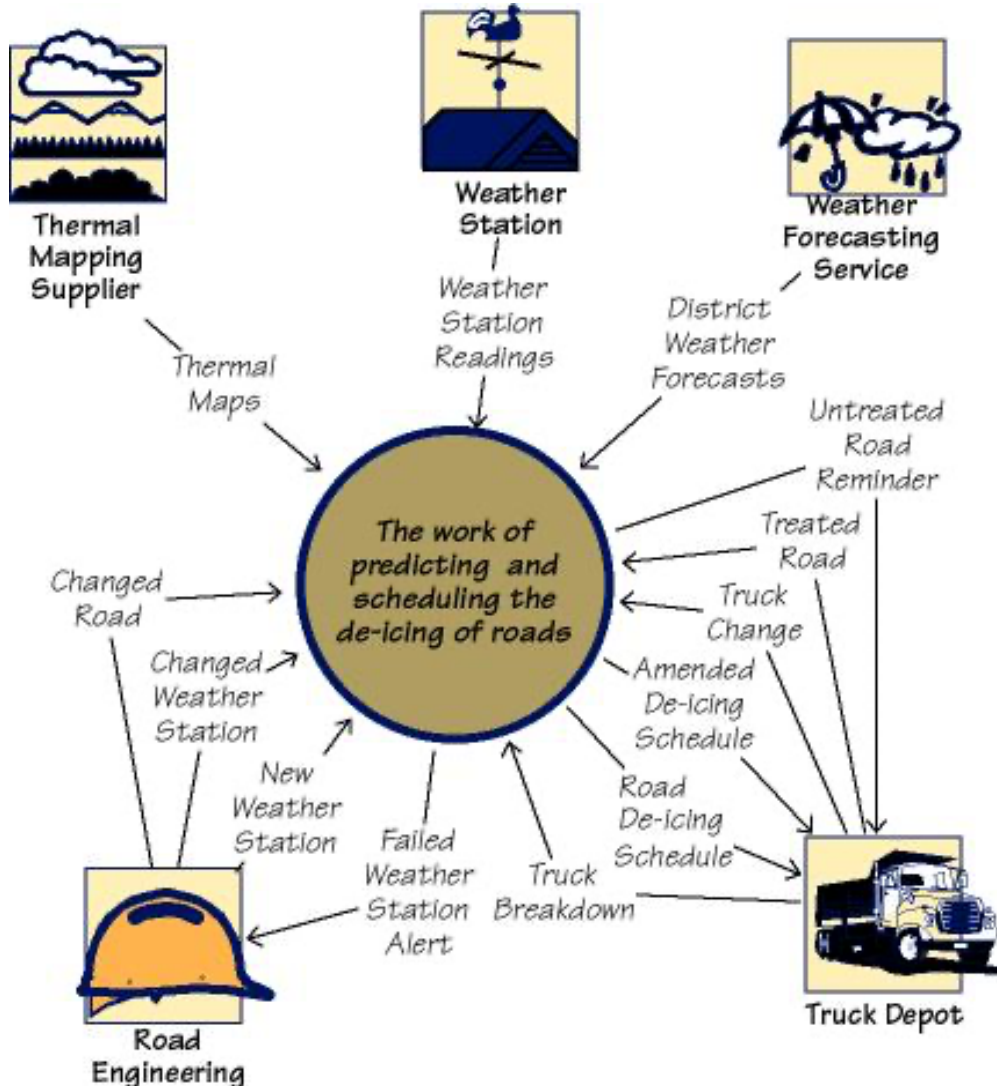 Thermal
Mapping
Supplier
Weather
Station
Weather
Forecasting
Service
Thermal
Maps
Weather
Station
Readings
District
Weather
Forecasts
Untreated
Road
Reminder
Treated
Road
Truck
Change
The work of
predicting and
scheduling the
de-icing of roads
Changed
Road
Changed
Weather
Station
New
Weather
Station
Failed
Weather
Station
Alert
Amended
De-icing
Schedule
Road
De-icing
Schedule
Truck
Breakdown
Road
Engineering
Truck Depot